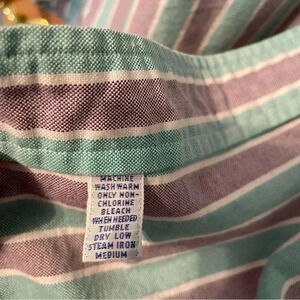 MACHINE
WASH WARM
ONLY NON-
CHLORINE
BLEACH
WHEN NEEDED
TUMBLE
DRY LOW
STEAM IRON
MEDIUM